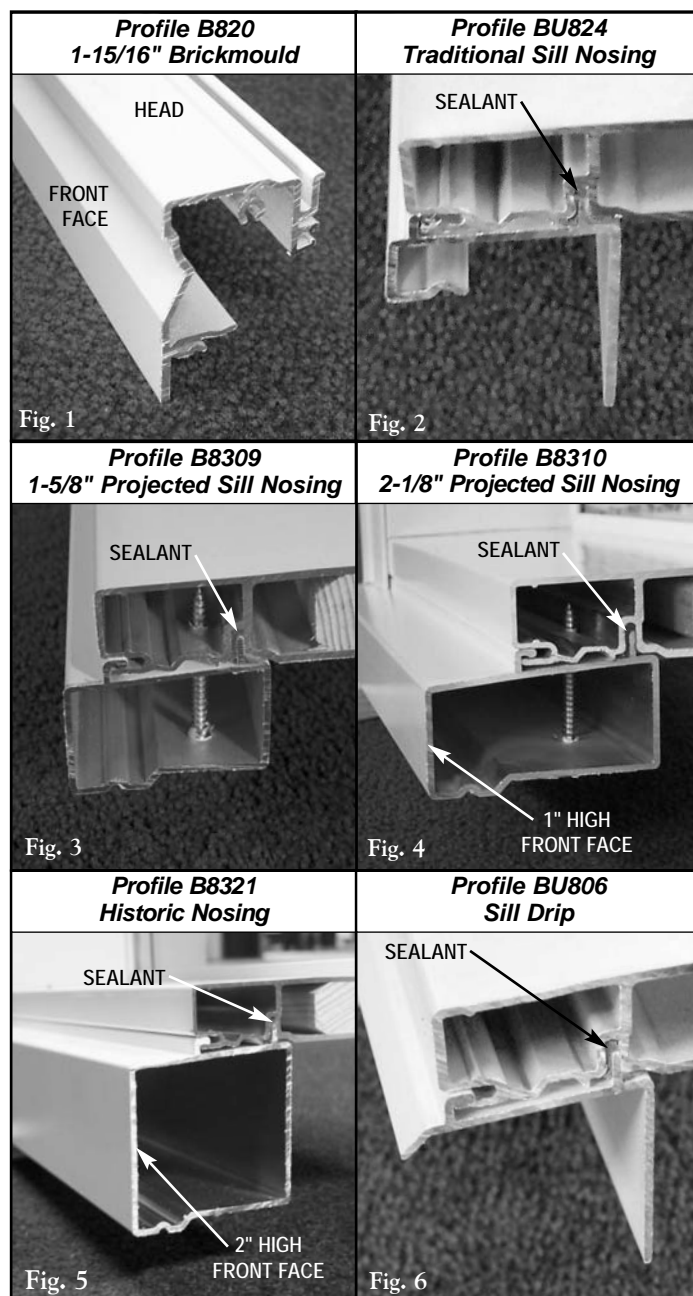 Profile B820
1-15/16" Brickmould
HEAD
FRONT
FACE
Fig. 1
Profile BU824
Traditional Sill Nosing
SEALANT
Fig. 2
Profile B8309
1-5/8" Projected Sill Nosing
SEALANT
Fig. 3
Profile B8310
2-1/8" Projected Sill Nosing
SEALANT
1" HIGH
FRONT FACE
Fig. 4
Profile B8321
Historic Nosing
SEALANT
2" HIGH
FRONT FACE
Fig. 5
Profile BU806
Sill Drip
SEALANT
Fig. 6